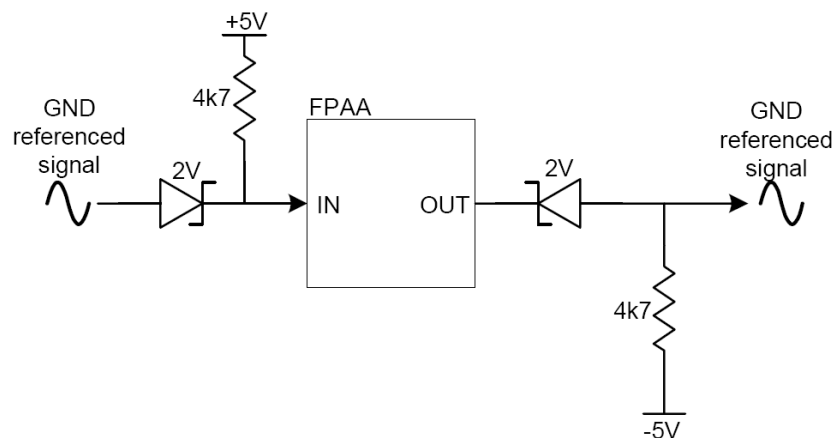 +5V
4k7
FPAA
GND
referenced
signal
2V
IN
OUT
2V
GND
referenced
signal
4k7
-5V